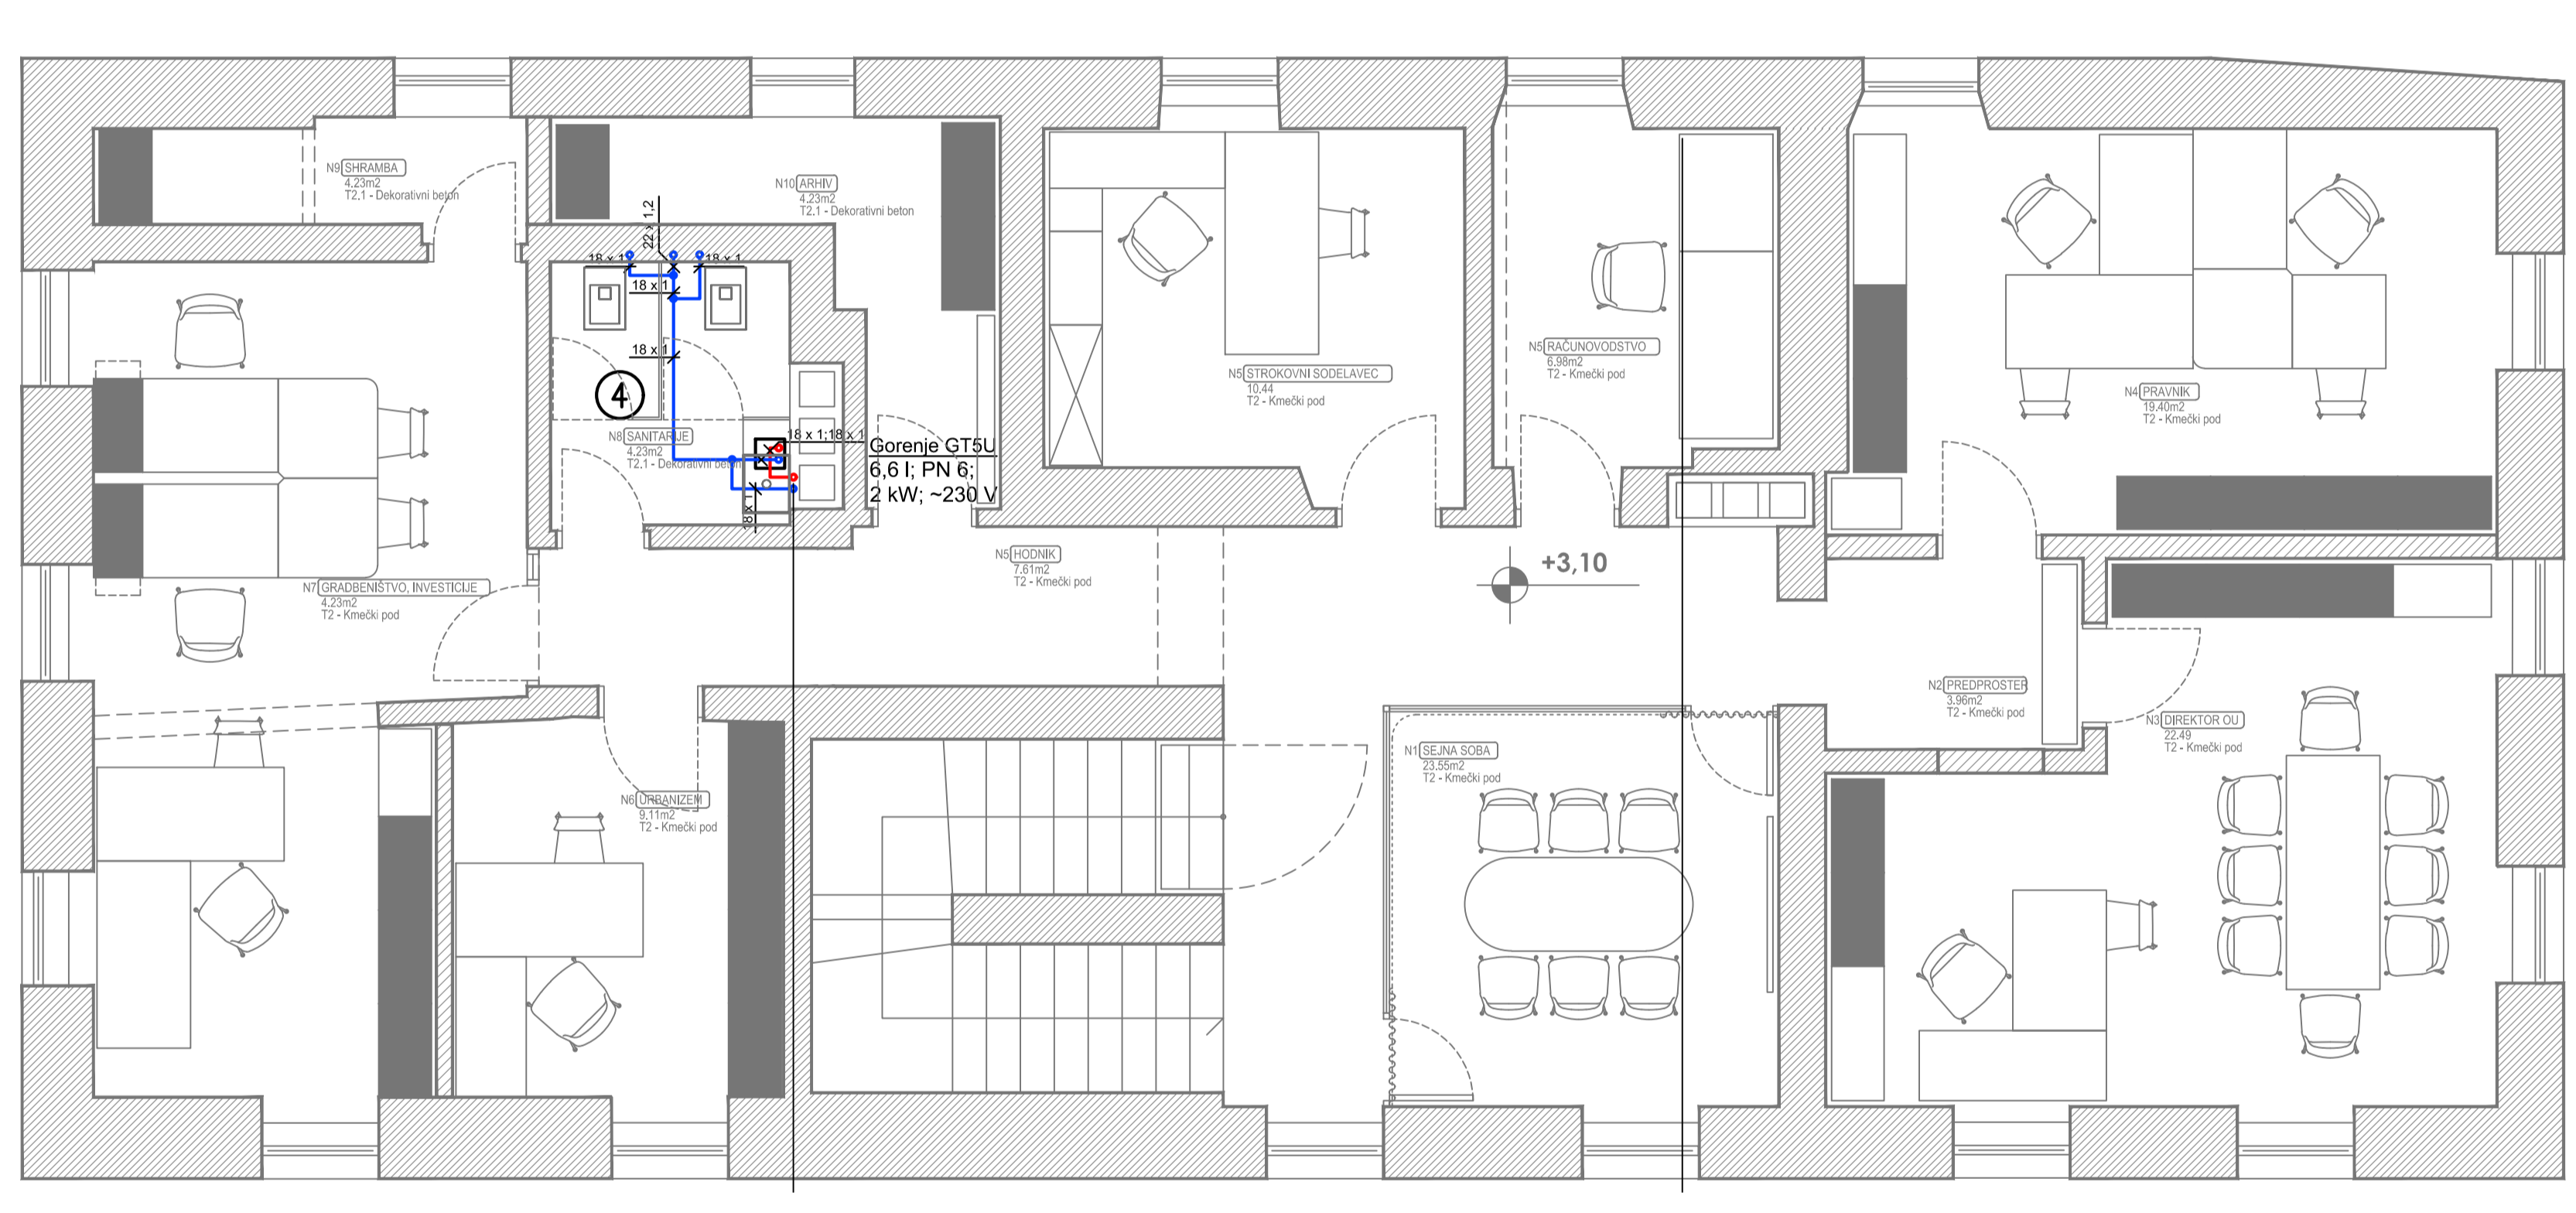 N9 SHRAMBA
4.23m2
T2.1 - Dekorativni beton
N10 ARHIV
4.23m2
T2.1 - Dekorativni beton
22 x 1,2
18 x 1
18 x 1
18 x 1
18 x 1
4
N8 SANITARIJE
4.23m2
T2.1 - Dekorativni beton
18 x 1;18 x 1
18 x 1
Gorenje GT5U
6,6 l; PN 6;
2 kW; ~230 V
N5 STROKOVNI SODELAVEC
10.44
T2 - Kmečki pod
N5 RAČUNOVODSTVO
6.98m2
T2 - Kmečki pod
N4 PRAVNIK
19.40m2
T2 - Kmečki pod
N7 GRADBENIŠTVO, INVESTICIJE
4.23m2
T2 - Kmečki pod
N5 HODNIK
7.61m2
T2 - Kmečki pod
+3,10
N2 PREDPROSTER
3.96m2
T2 - Kmečki pod
N3 DIREKTOR OU
22.49
T2 - Kmečki pod
N1 SEJNA SOBA
23.55m2
T2 - Kmečki pod
N6 URBANIZEM
9.11m2
T2 - Kmečki pod